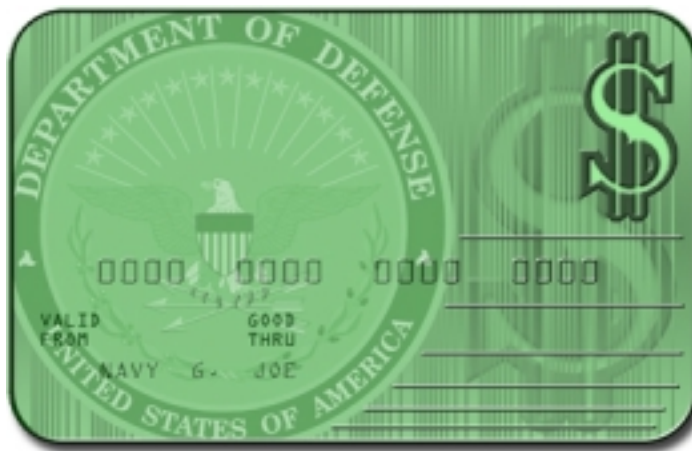 DEPARTMENT OF DEFENSE
$
0000 0000 0000 0000
VALID FROM GOOD THRU
NAVY G. JOE
UNITED STATES OF AMERICA